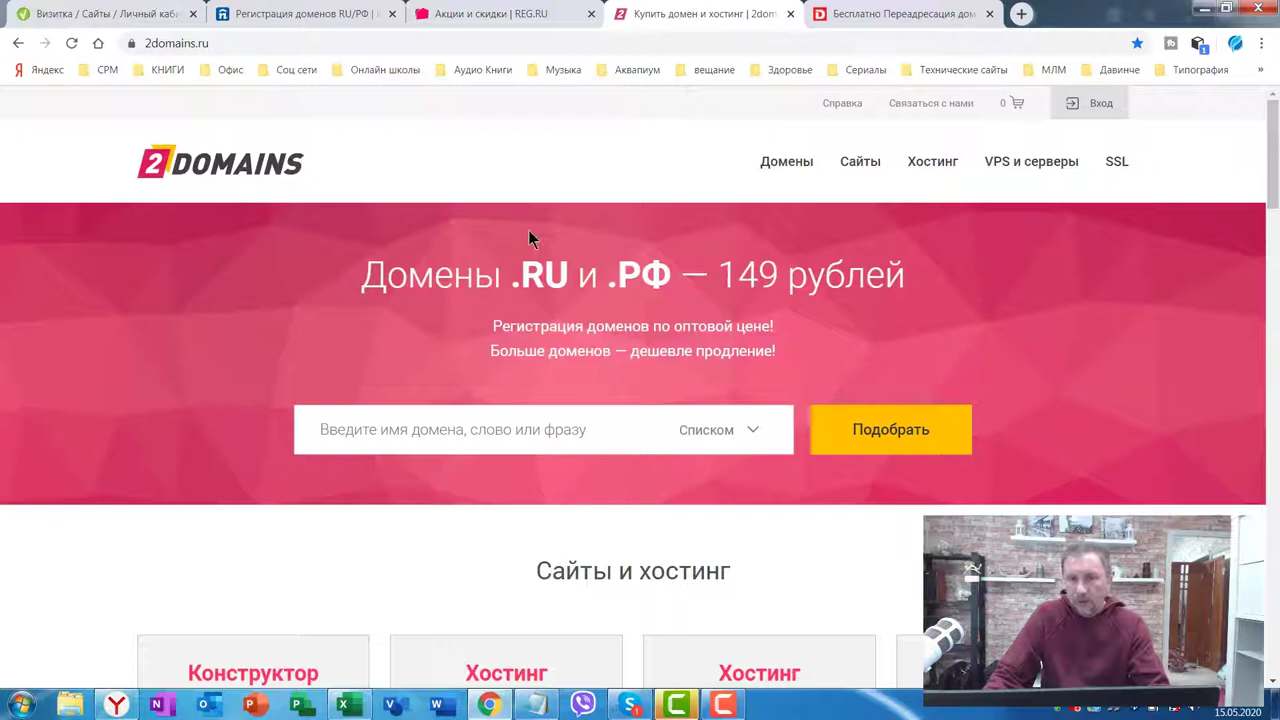 Визитка / Сайты / Личный каби
Регистрация доменов RU/РФ |
Акции и скидки | REG.RU
Купить домен и хостинг | 2dom
Бесплатно Переадресация дом
2domains.ru
Яндекс
СРМ
КНИГИ
Офис
Соц сети
Онлайн школы
Аудио Книги
Музыка
Аквапиум
вещание
Здоровье
Сериалы
Технические сайты
МЛМ
Давинче
Типография
»
Справка
Связаться с нами
0
Вход
2DOMAINS
Домены
Сайты
Хостинг
VPS и серверы
SSL
Домены .RU и .РФ — 149 рублей
Регистрация доменов по оптовой цене!
Больше доменов — дешевле продление!
Введите имя домена, слово или фразу
Списком
Подобрать
Сайты и хостинг
Конструктор
Хостинг
Хостинг
15.05.2020